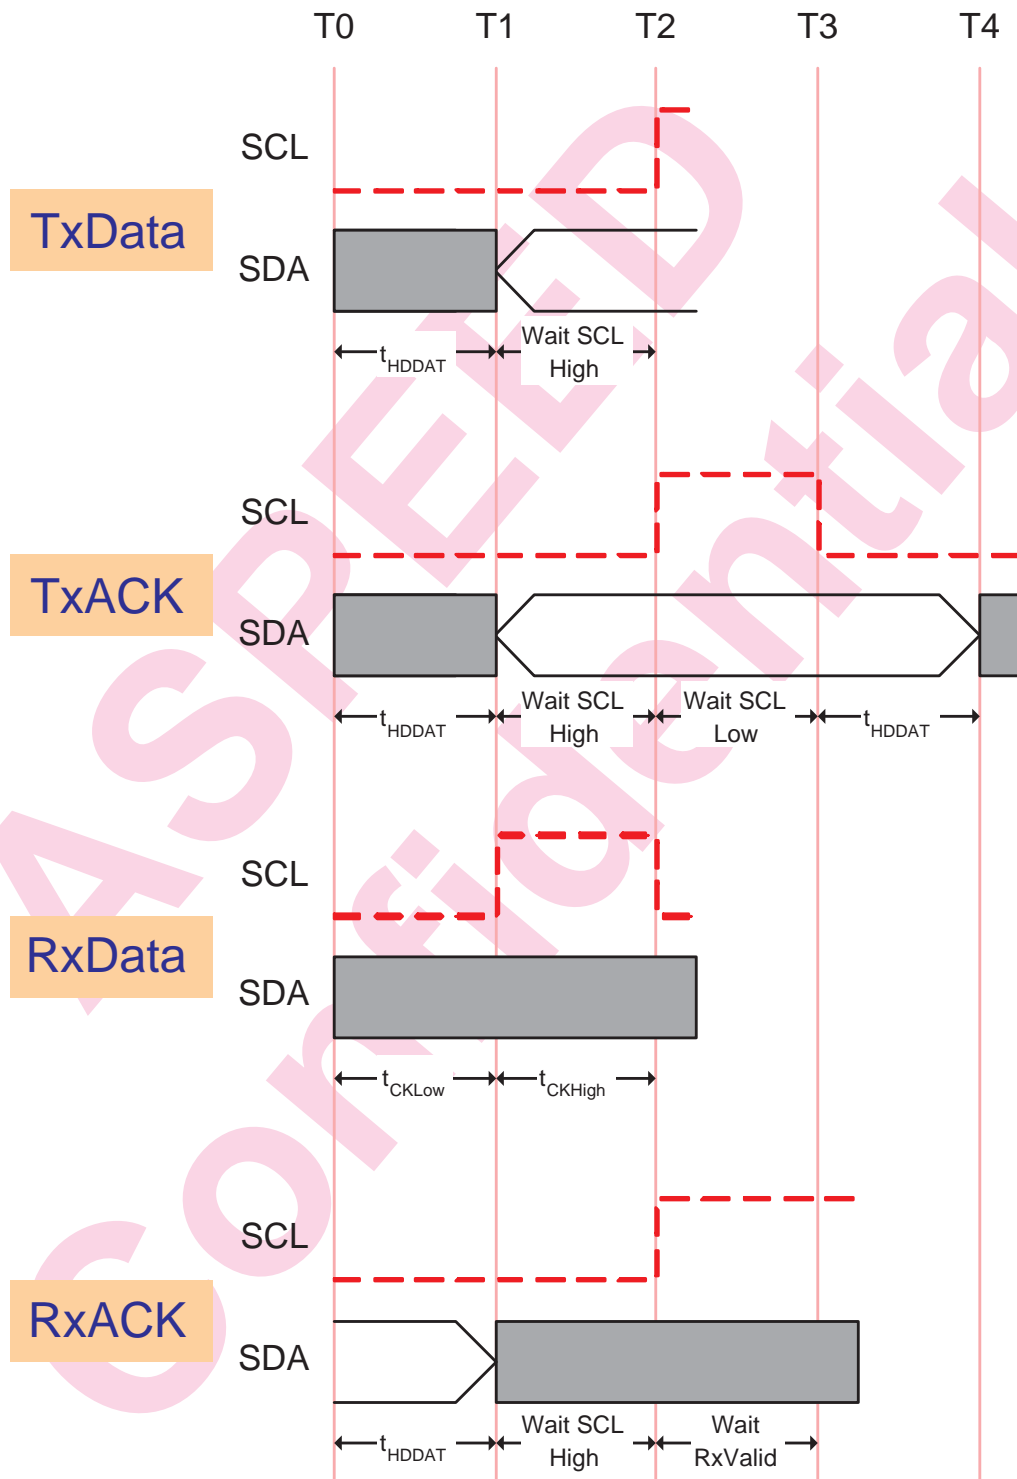 T0 T1 T2 T3 T4
SCL
TxData
SDA
tHDDAT
Wait SCL
High
SCL
TxACK
SDA
tHDDAT
Wait SCL
High
Wait SCL
Low
tHDDAT
SCL
RxData
SDA
tCKLow
tCKHigh
SCL
RxACK
SDA
tHDDAT
Wait SCL
High
Wait
RxValid
ASPEED
Confidential